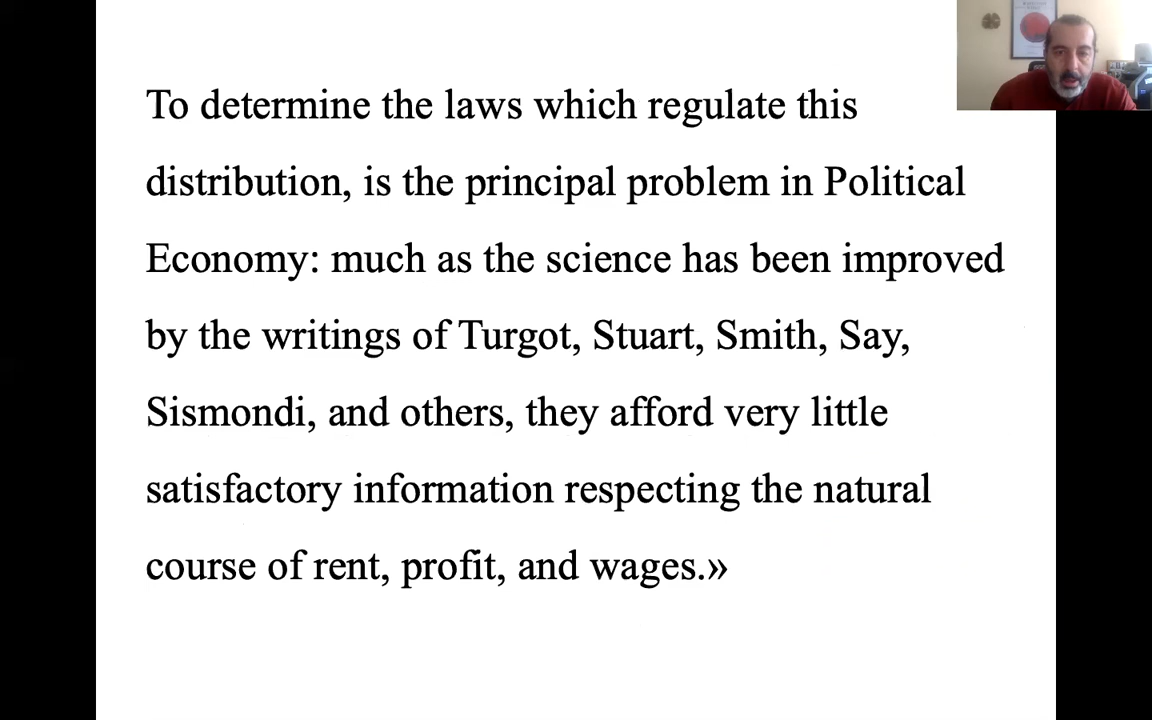 To determine the laws which regulate this
distribution, is the principal problem in Political
Economy: much as the science has been improved
by the writings of Turgot, Stuart, Smith, Say,
Sismondi, and others, they afford very little
satisfactory information respecting the natural
course of rent, profit, and wages.»